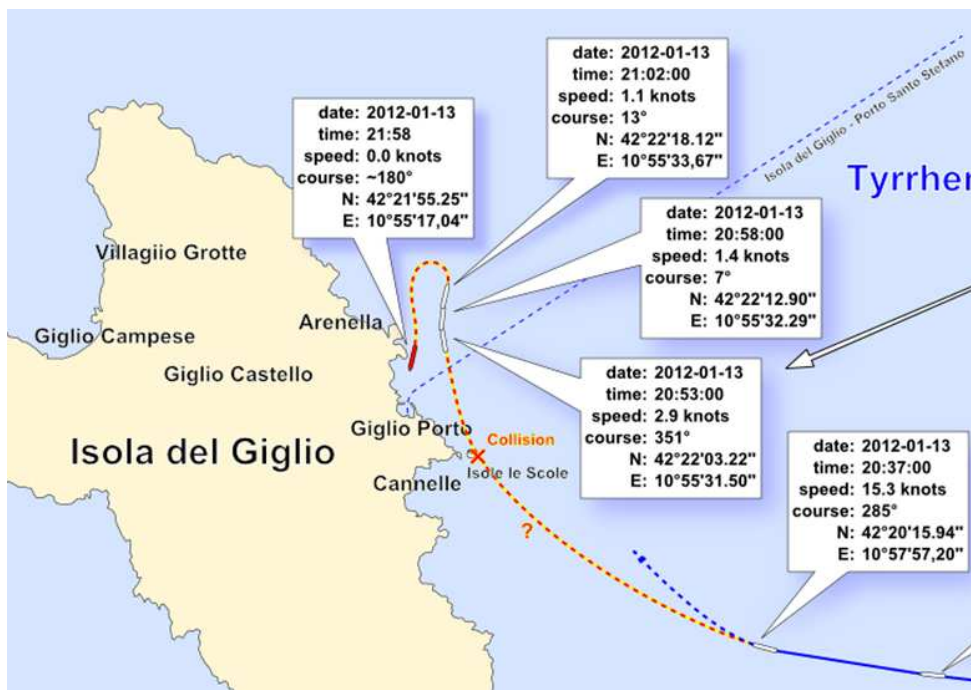 date: 2012-01-13
time: 21:02:00
speed: 1.1 knots
course: 13°
N: 42°22'18.12"
E: 10°55'33,67"
Isola del Giglio - Porto Santo Stefano
date: 2012-01-13
time: 21:58
speed: 0.0 knots
course: ~180°
N: 42°21'55.25"
E: 10°55'17,04"
Tyrrhen
date: 2012-01-13
time: 20:58:00
speed: 1.4 knots
course: 7°
N: 42°22'12.90"
E: 10°55'32.29"
Villagiio Grotte
Arenella
Giglio Campese
Giglio Castello
date: 2012-01-13
time: 20:53:00
speed: 2.9 knots
course: 351°
N: 42°22'03.22"
E: 10°55'31.50"
Giglio Porto
Isola del Giglio
Collision
Isole le Scole
Cannelle
?
date: 2012-01-13
time: 20:37:00
speed: 15.3 knots
course: 285°
N: 42°20'15.94"
E: 10°57'57,20"